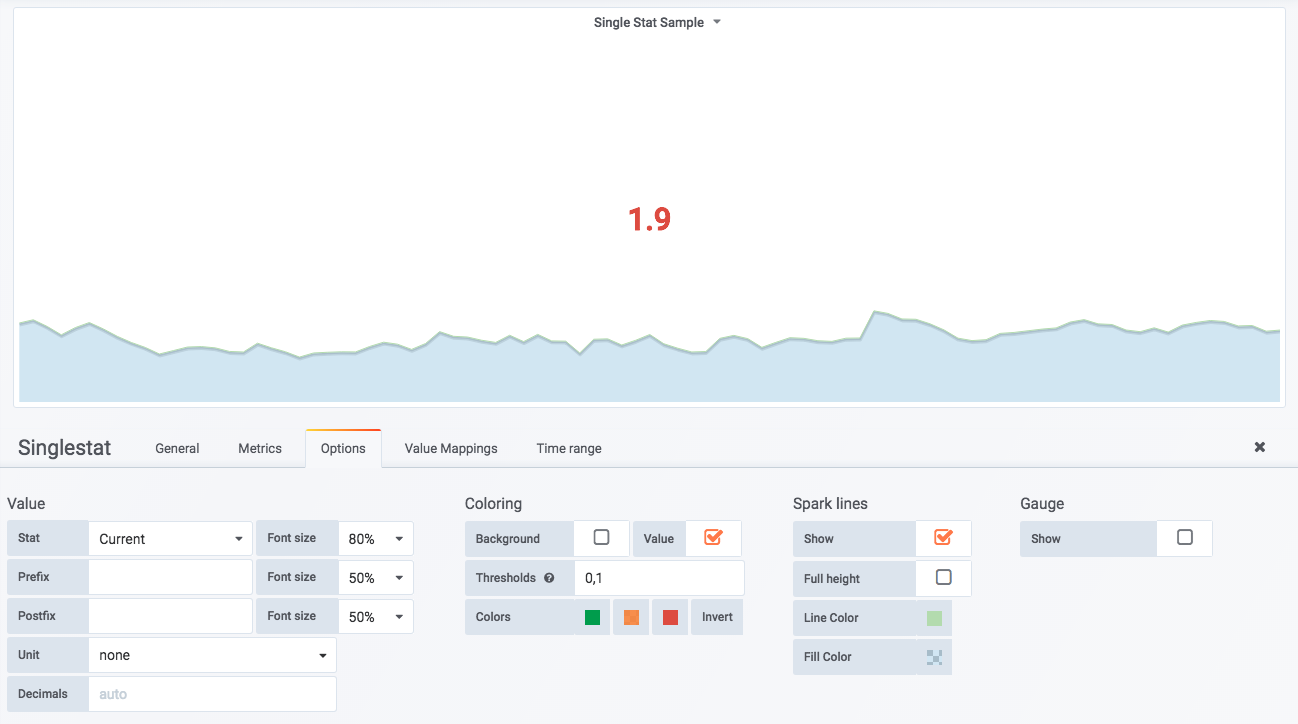 Single Stat Sample
1.9
Singlestat General Metrics Options Value Mappings Time range
Value Coloring Spark lines Gauge
Stat Current Font size 80% Background Value Show Show
Prefix Font size 50% Thresholds 0,1 Full height
Postfix Font size 50% Colors Invert Line Color
Unit none Fill Color
Decimals auto